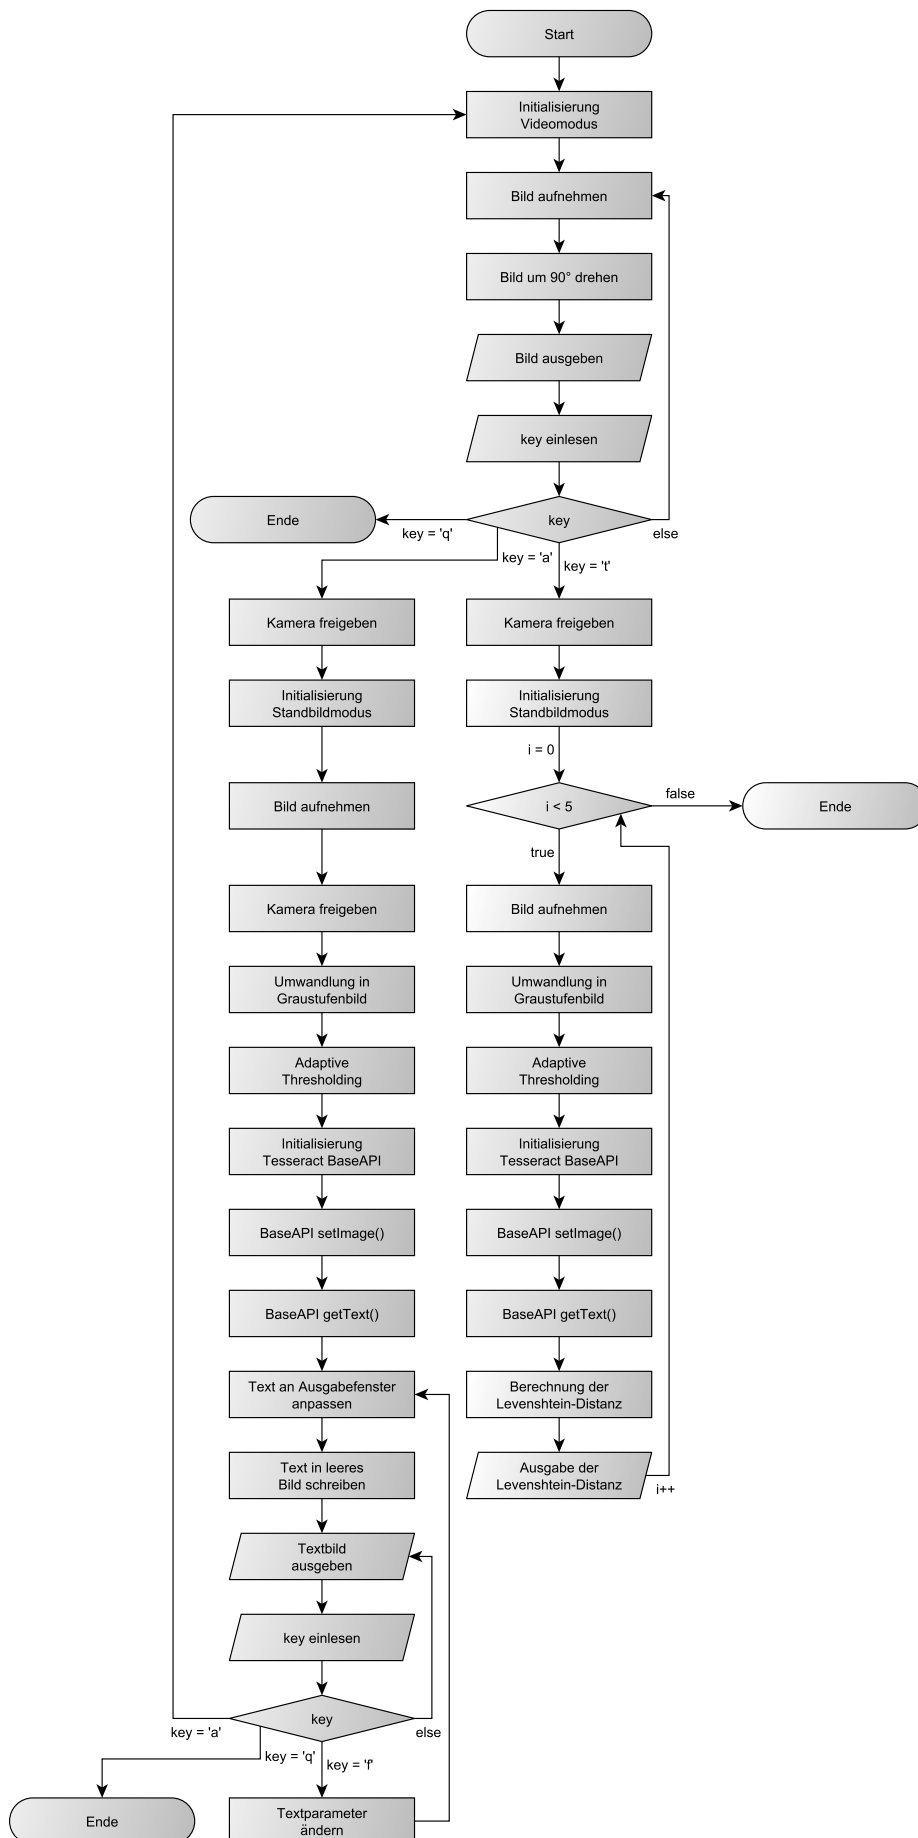 Start
Initialisierung
Videomodus
Bild aufnehmen
Bild um 90° drehen
Bild ausgeben
key einlesen
key
Ende
key = 'q'
else
key = 'a'
key = 't'
Kamera freigeben
Kamera freigeben
Initialisierung
Standbildmodus
Initialisierung
Standbildmodus
i = 0
Bild aufnehmen
i < 5
false
Ende
true
Kamera freigeben
Bild aufnehmen
Umwandlung in
Graustufenbild
Umwandlung in
Graustufenbild
Adaptive
Thresholding
Adaptive
Thresholding
Initialisierung
Tesseract BaseAPI
Initialisierung
Tesseract BaseAPI
BaseAPI setImage()
BaseAPI setImage()
BaseAPI getText()
BaseAPI getText()
Text an Ausgabefenster
anpassen
Berechnung der
Levenshtein-Distanz
Text in leeres
Bild schreiben
Ausgabe der
Levenshtein-Distanz
i++
Textbild
ausgeben
key einlesen
key
key = 'a'
else
key = 'q'
key = 'f'
Ende
Textparameter
ändern